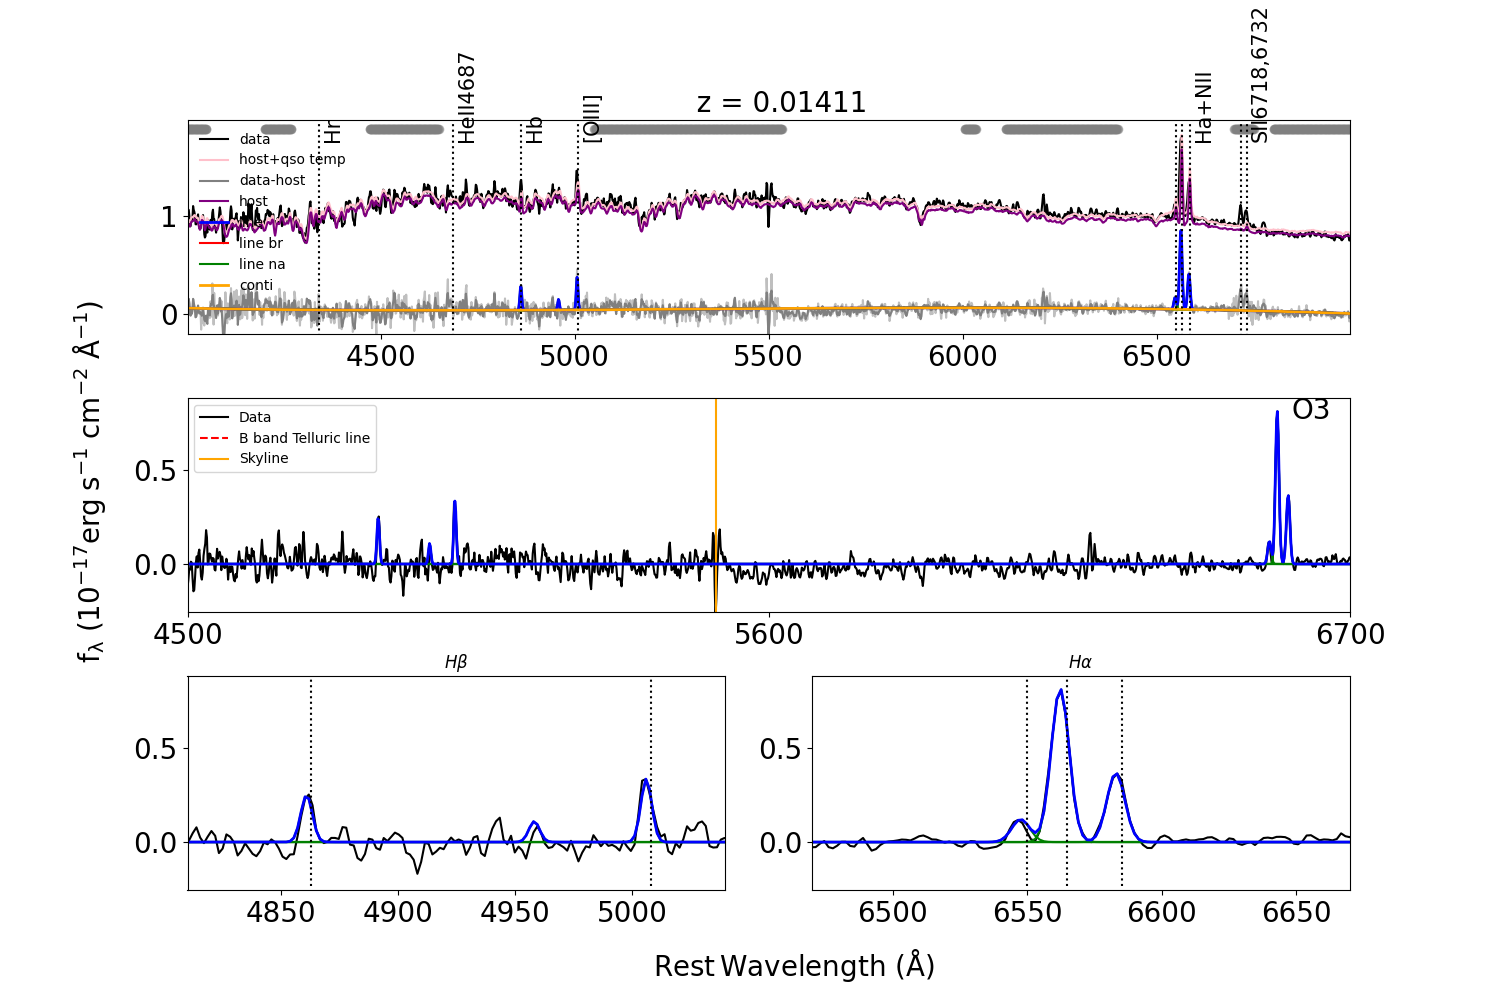 z = 0.01411
Hr
HeII4687
Hb
[OIII]
Ha+NII
SII6718,6732
data
host+qso temp
data-host
host
line br
line na
conti
1
0
4500
5000
5500
6000
6500
fλ (10⁻¹⁷erg s⁻¹ cm⁻² Å⁻¹)
Data
B band Telluric line
Skyline
O3
0.5
0.0
4500
5600
6700
Hβ
0.5
0.0
4850
4900
4950
5000
Hα
0.5
0.0
6500
6550
6600
6650
Rest Wavelength (Å)